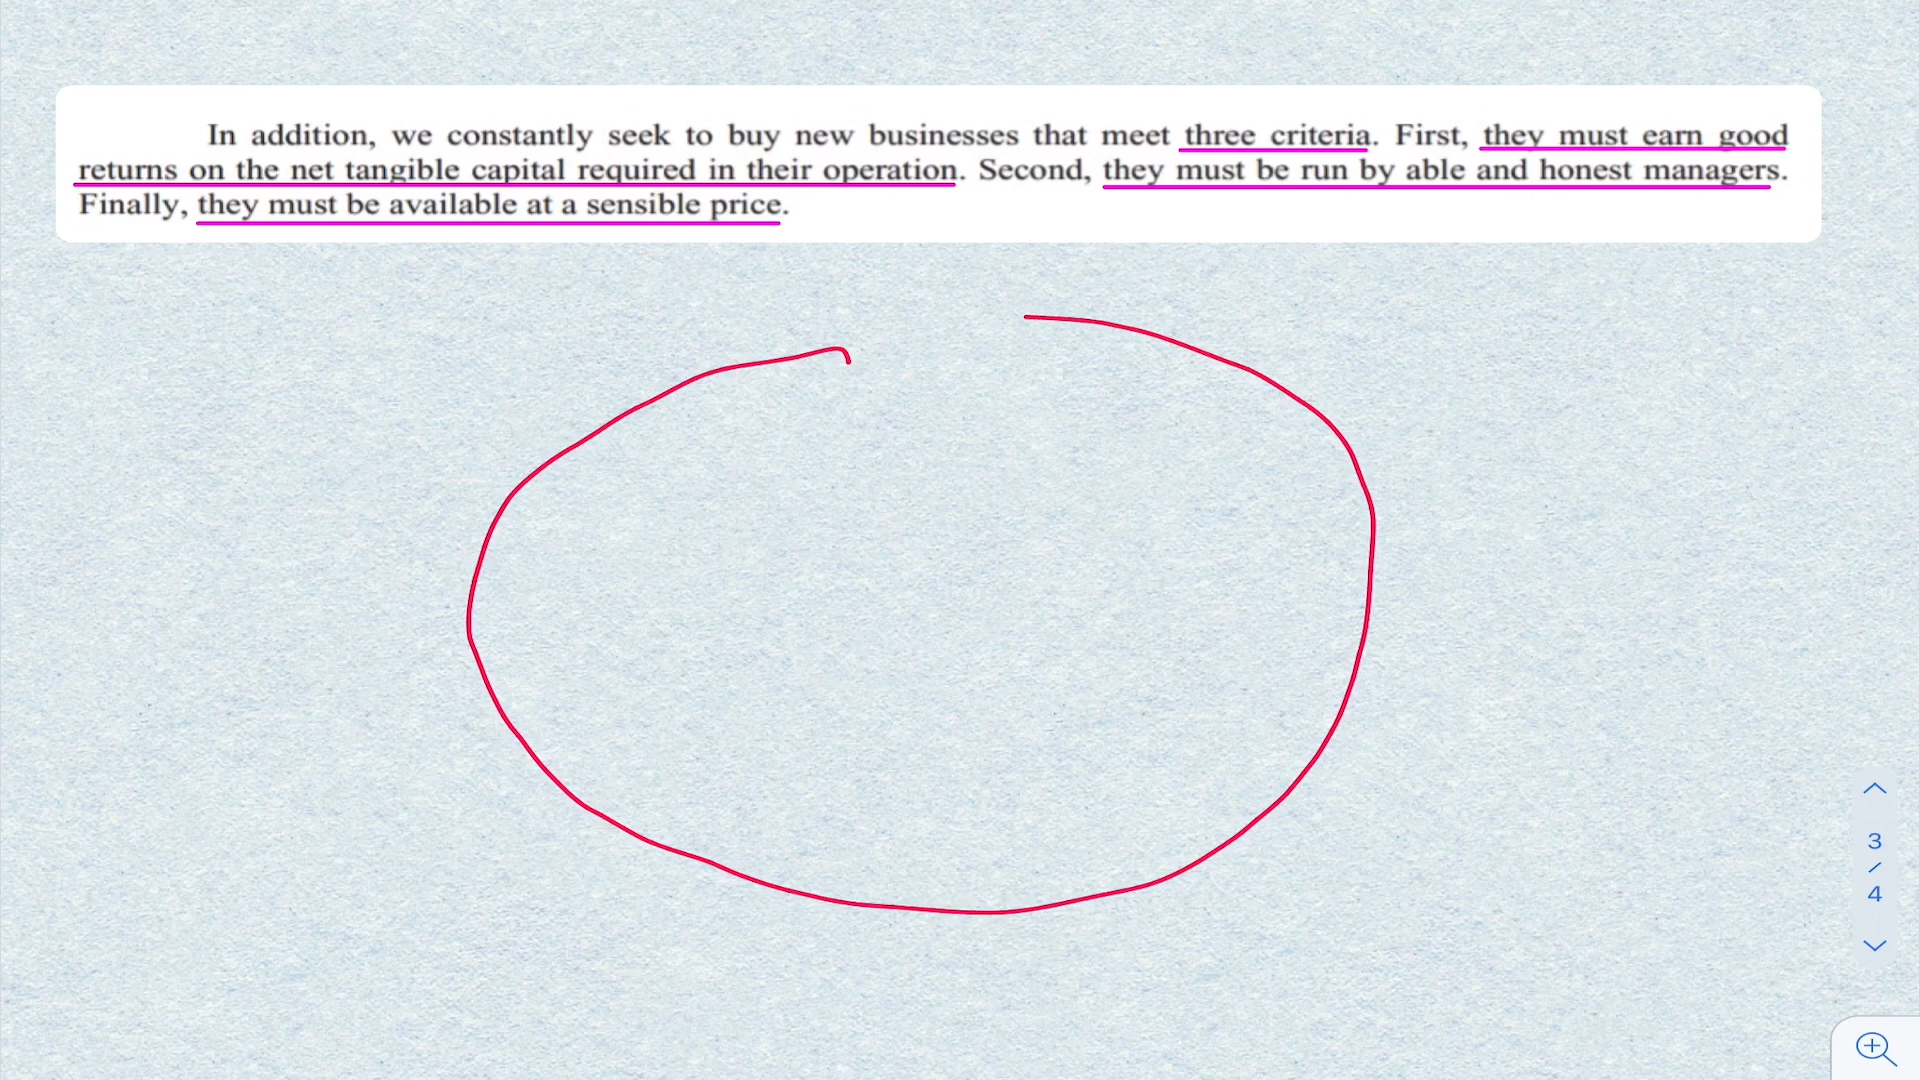 In addition, we constantly seek to buy new businesses that meet three criteria. First, they must earn good
returns on the net tangible capital required in their operation. Second, they must be run by able and honest managers.
Finally, they must be available at a sensible price.
3
/
4